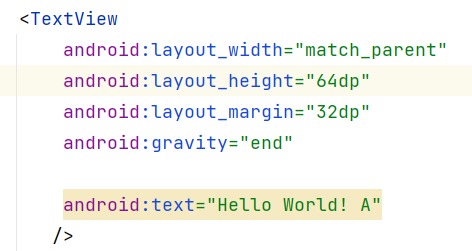 <TextView
android:layout_width="match_parent"
android:layout_height="64dp"
android:layout_margin="32dp"
android:gravity="end"
android:text="Hello World! A"
/>